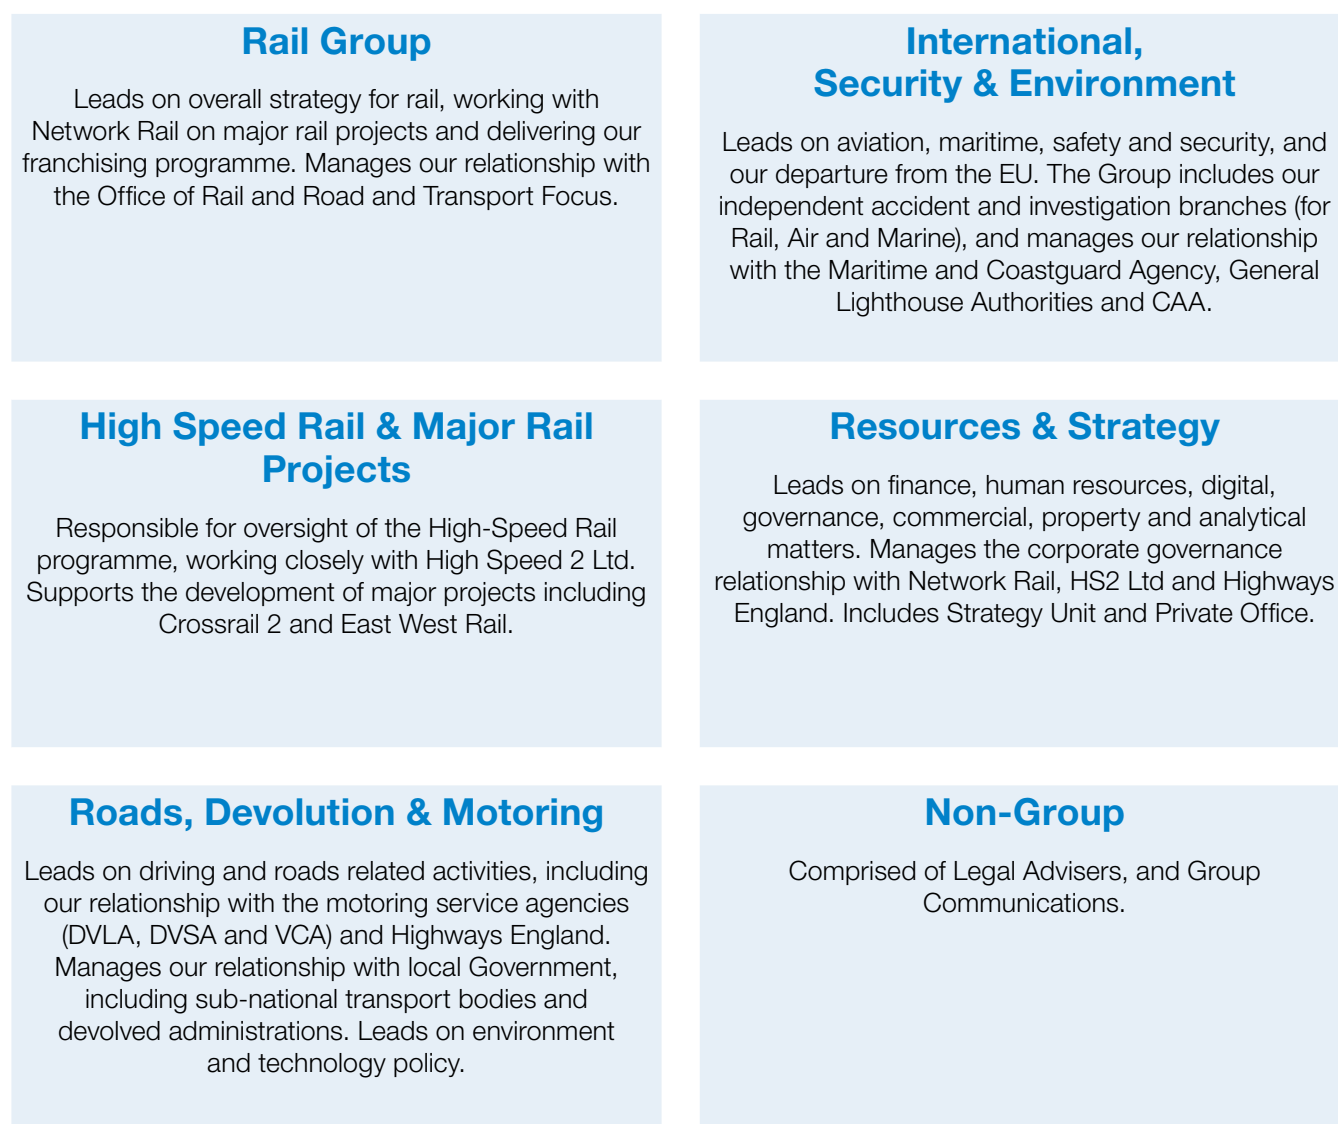 Rail Group
Leads on overall strategy for rail, working with
Network Rail on major rail projects and delivering our
franchising programme. Manages our relationship with
the Office of Rail and Road and Transport Focus.
International,
Security & Environment
Leads on aviation, maritime, safety and security, and
our departure from the EU. The Group includes our
independent accident and investigation branches (for
Rail, Air and Marine), and manages our relationship
with the Maritime and Coastguard Agency, General
Lighthouse Authorities and CAA.
High Speed Rail & Major Rail
Projects
Responsible for oversight of the High-Speed Rail
programme, working closely with High Speed 2 Ltd.
Supports the development of major projects including
Crossrail 2 and East West Rail.
Resources & Strategy
Leads on finance, human resources, digital,
governance, commercial, property and analytical
matters. Manages the corporate governance
relationship with Network Rail, HS2 Ltd and Highways
England. Includes Strategy Unit and Private Office.
Roads, Devolution & Motoring
Leads on driving and roads related activities, including
our relationship with the motoring service agencies
(DVLA, DVSA and VCA) and Highways England.
Manages our relationship with local Government,
including sub-national transport bodies and
devolved administrations. Leads on environment
and technology policy.
Non-Group
Comprised of Legal Advisers, and Group
Communications.